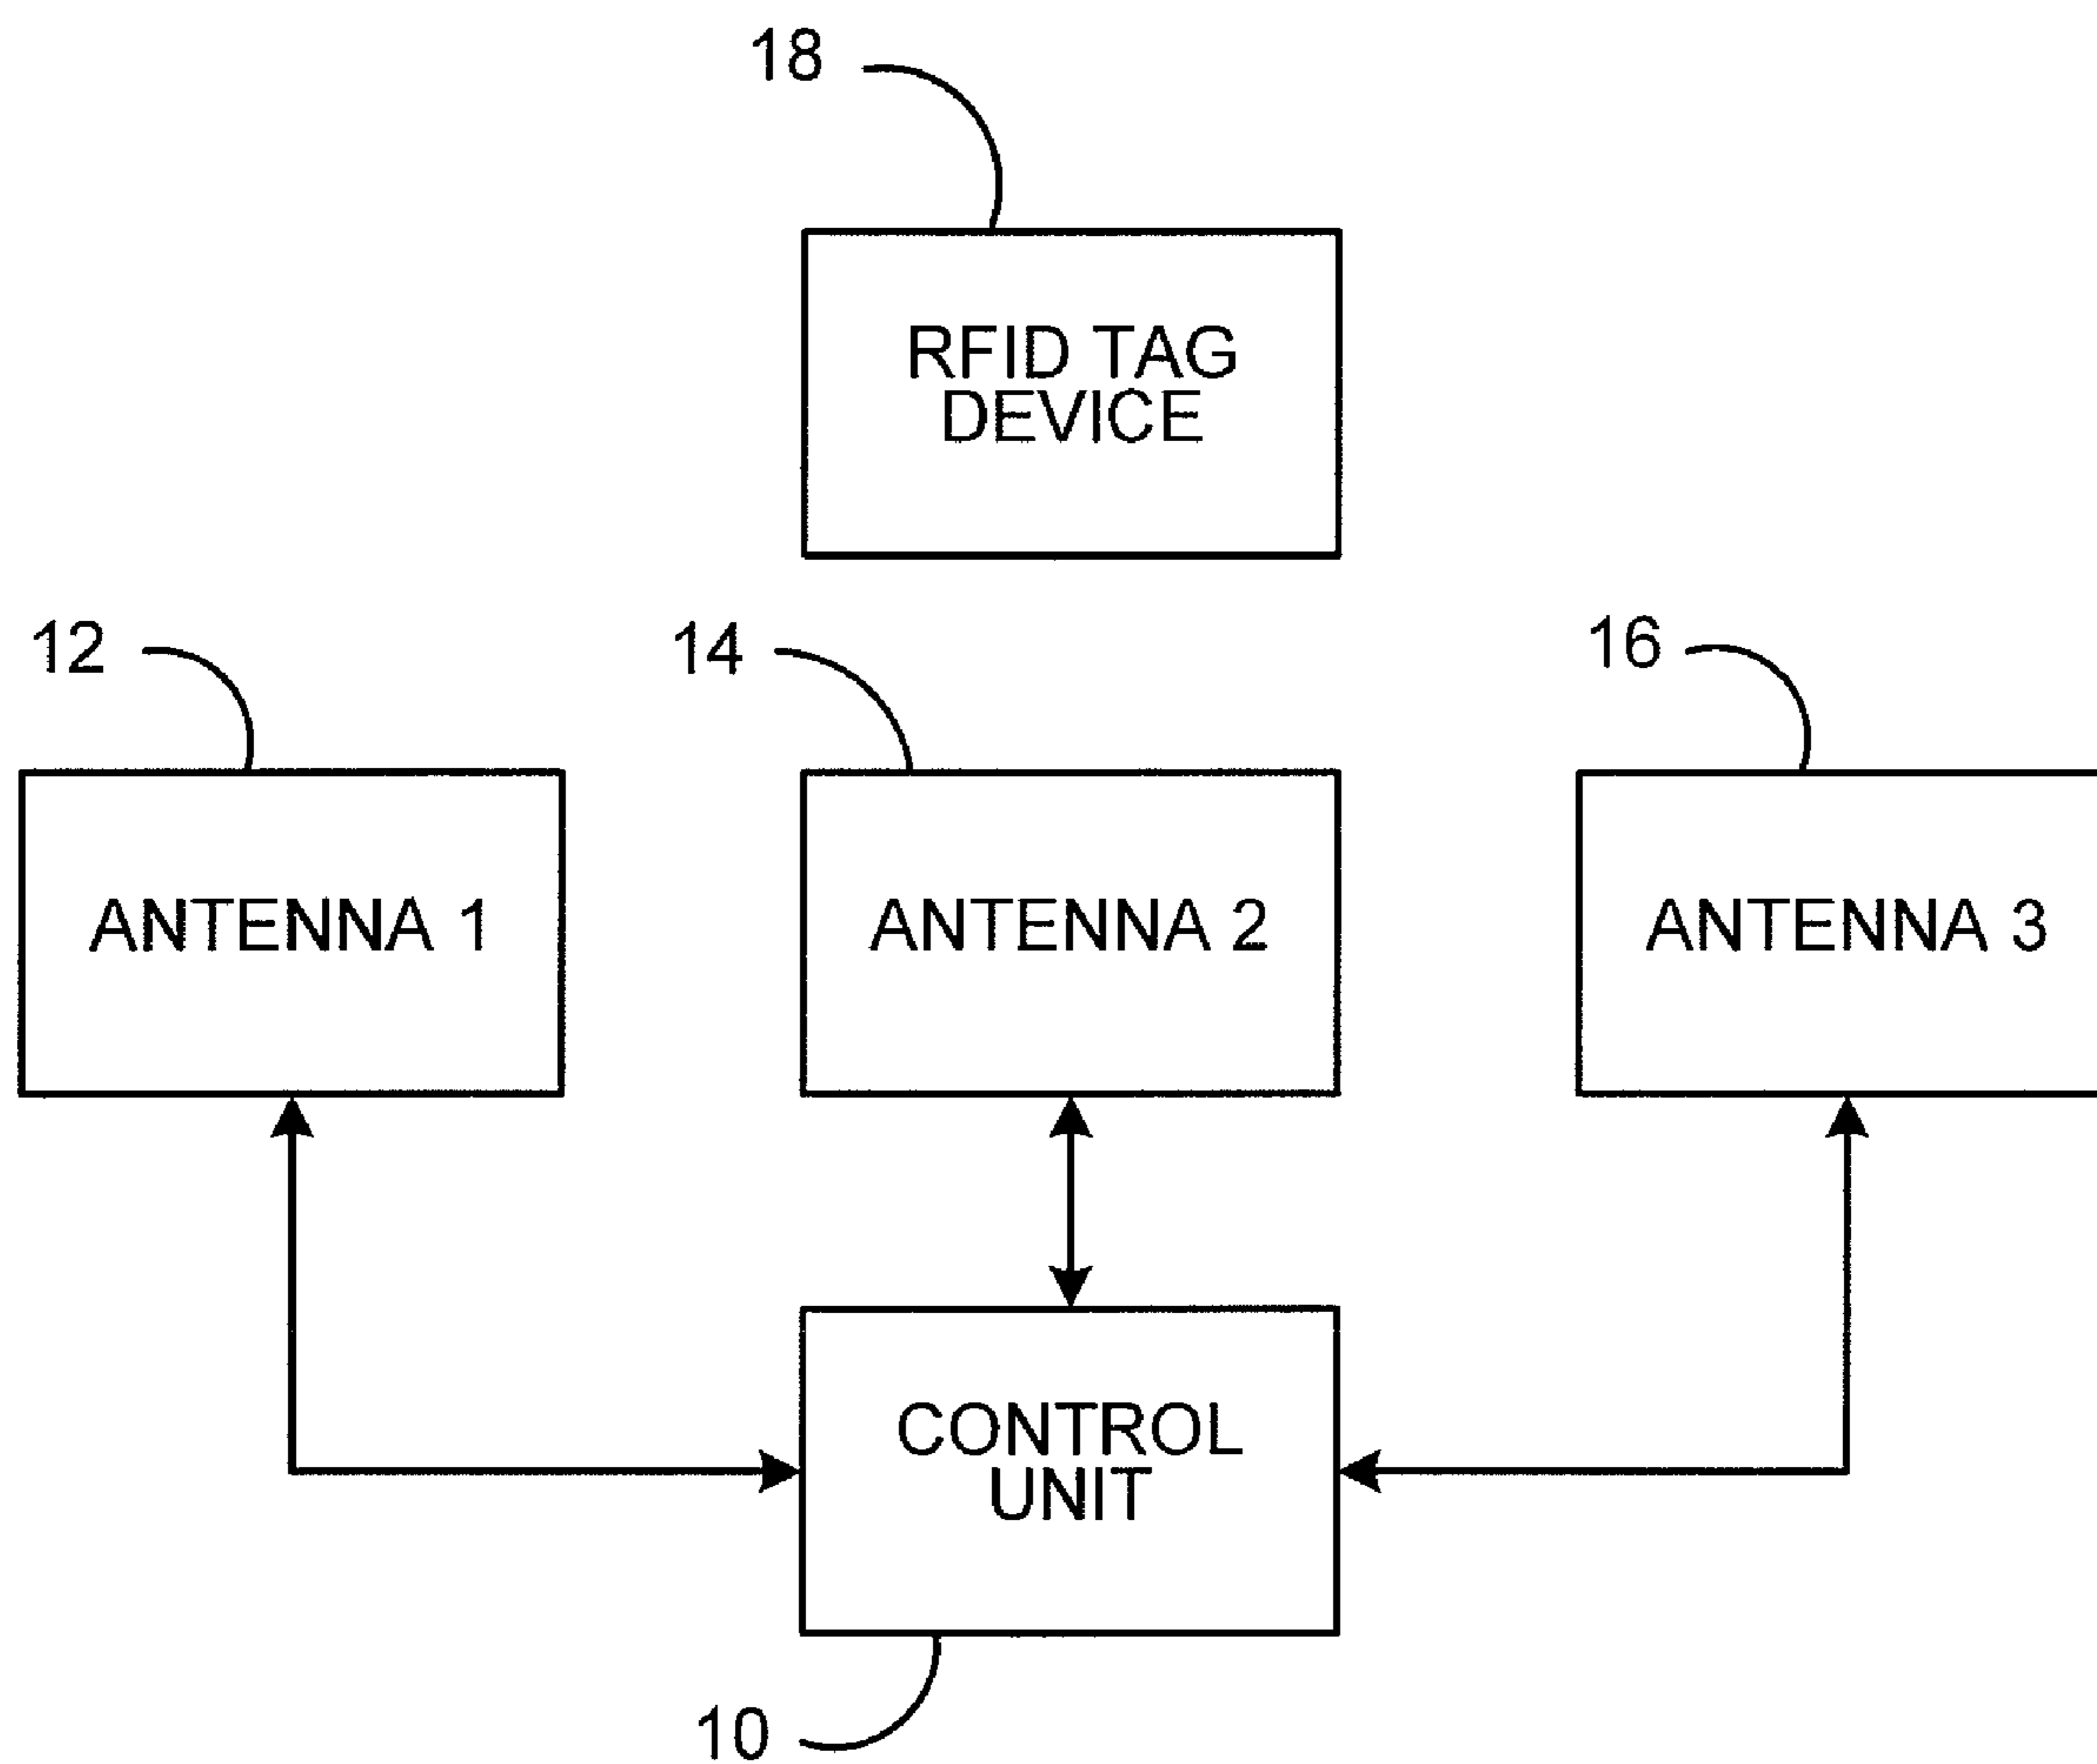 18
RFID TAG
DEVICE
12
14
16
ANTENNA 1
ANTENNA 2
ANTENNA 3
CONTROL
UNIT
10